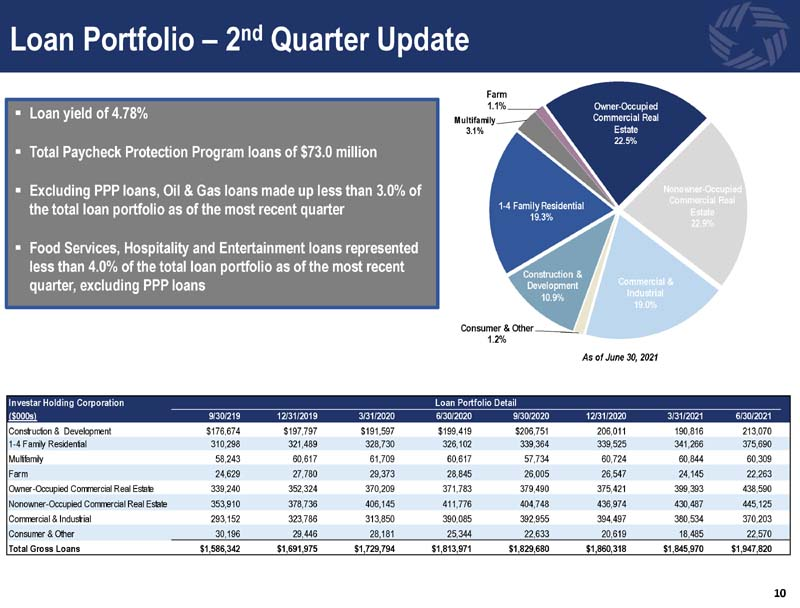 Loan Portfolio – 2nd Quarter Update
▪ Loan yield of 4.78%
▪ Total Paycheck Protection Program loans of $73.0 million
▪ Excluding PPP loans, Oil & Gas loans made up less than 3.0% of
the total loan portfolio as of the most recent quarter
▪ Food Services, Hospitality and Entertainment loans represented
less than 4.0% of the total loan portfolio as of the most recent
quarter, excluding PPP loans
Farm
1.1%
Multifamily
3.1%
Owner-Occupied
Commercial Real
Estate
22.5%
Nonowner-Occupied
Commercial Real
Estate
22.9%
1-4 Family Residential
19.3%
Construction &
Development
10.9%
Commercial &
Industrial
19.0%
Consumer & Other
1.2%
As of June 30, 2021
Investar Holding Corporation Loan Portfolio Detail
($000s) 9/30/219 12/31/2019 3/31/2020 6/30/2020 9/30/2020 12/31/2020 3/31/2021 6/30/2021
Construction & Development $176,674 $197,797 $191,597 $199,419 $206,751 206,011 190,816 213,070
1-4 Family Residential 310,298 321,489 328,730 326,102 339,364 339,525 341,266 375,690
Multifamily 58,243 60,617 61,709 60,617 57,734 60,724 60,844 60,309
Farm 24,629 27,780 29,373 28,845 26,005 26,547 24,145 22,263
Owner-Occupied Commercial Real Estate 339,240 352,324 370,209 371,783 379,490 375,421 399,393 438,590
Nonowner-Occupied Commercial Real Estate 353,910 378,736 406,145 411,776 404,748 436,974 430,487 445,125
Commercial & Industrial 293,152 323,786 313,850 390,085 392,955 394,497 380,534 370,203
Consumer & Other 30,196 29,446 28,181 25,344 22,633 20,619 18,485 22,570
Total Gross Loans $1,586,342 $1,691,975 $1,729,794 $1,813,971 $1,829,680 $1,860,318 $1,845,970 $1,947,820
10